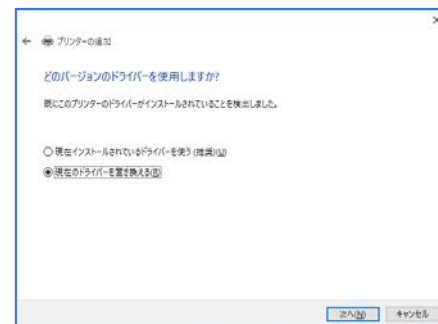 プリンターの追加
どのバージョンのドライバーを使用しますか?
既にこのプリンターのドライバーがインストールされていることを検出しました。
現在インストールされているドライバーを使う (推奨)(U)
現在のドライバーを置き換える(R)
次へ(N) キャンセル